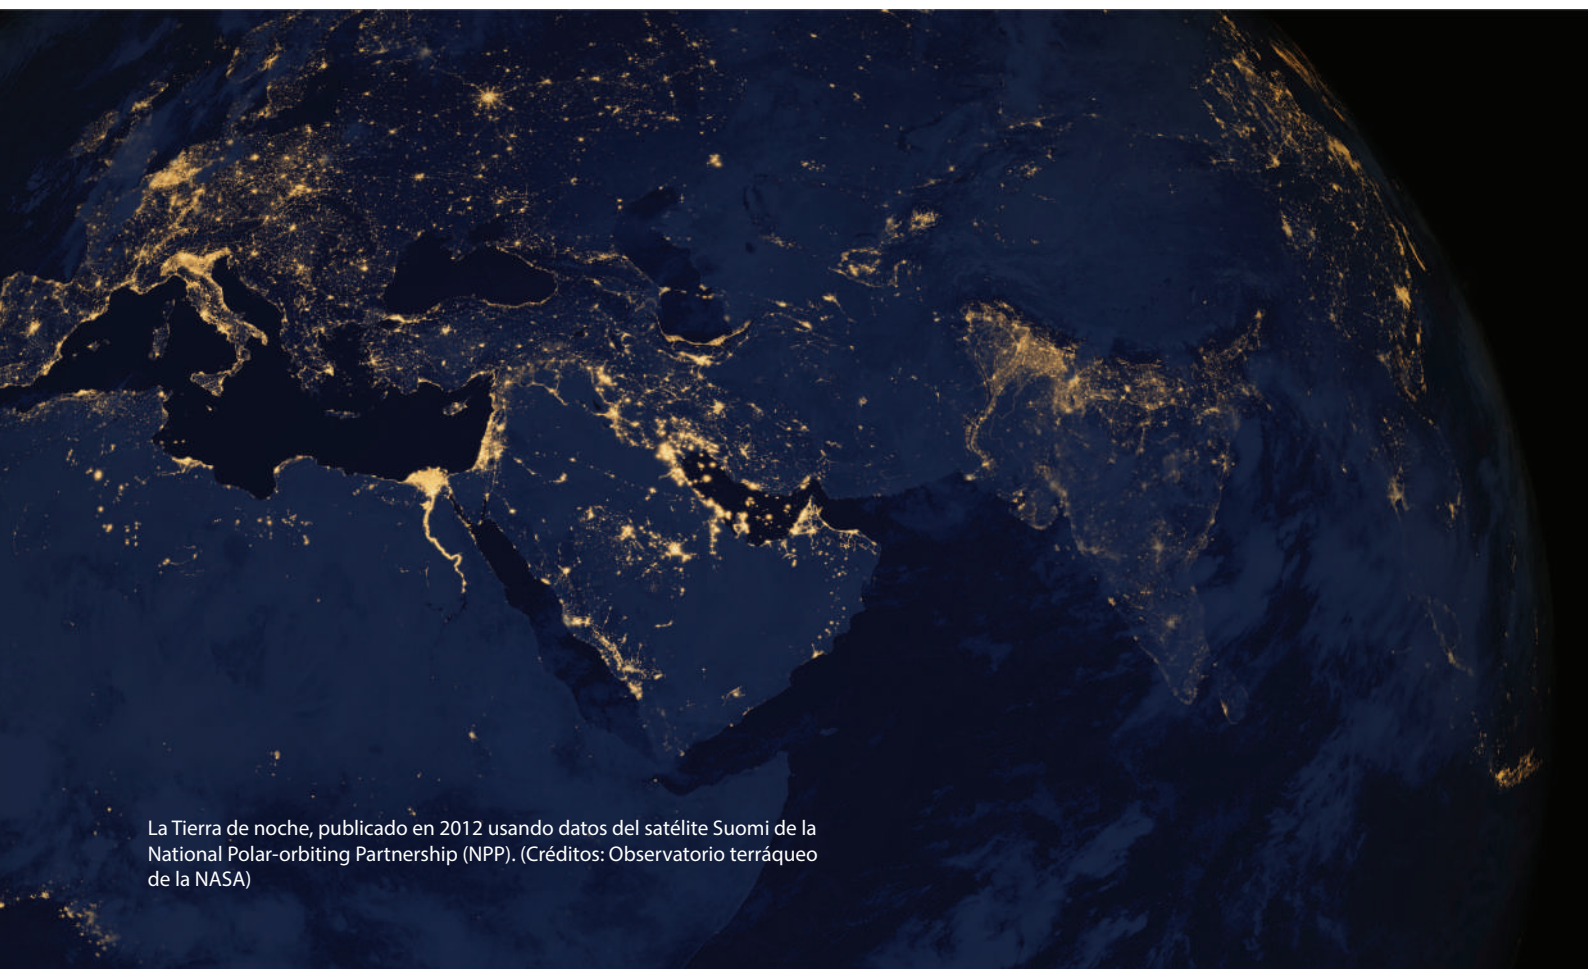 La Tierra de noche, publicado en 2012 usando datos del satélite Suomi de la
National Polar-orbiting Partnership (NPP). (Créditos: Observatorio terráqueo
de la NASA)